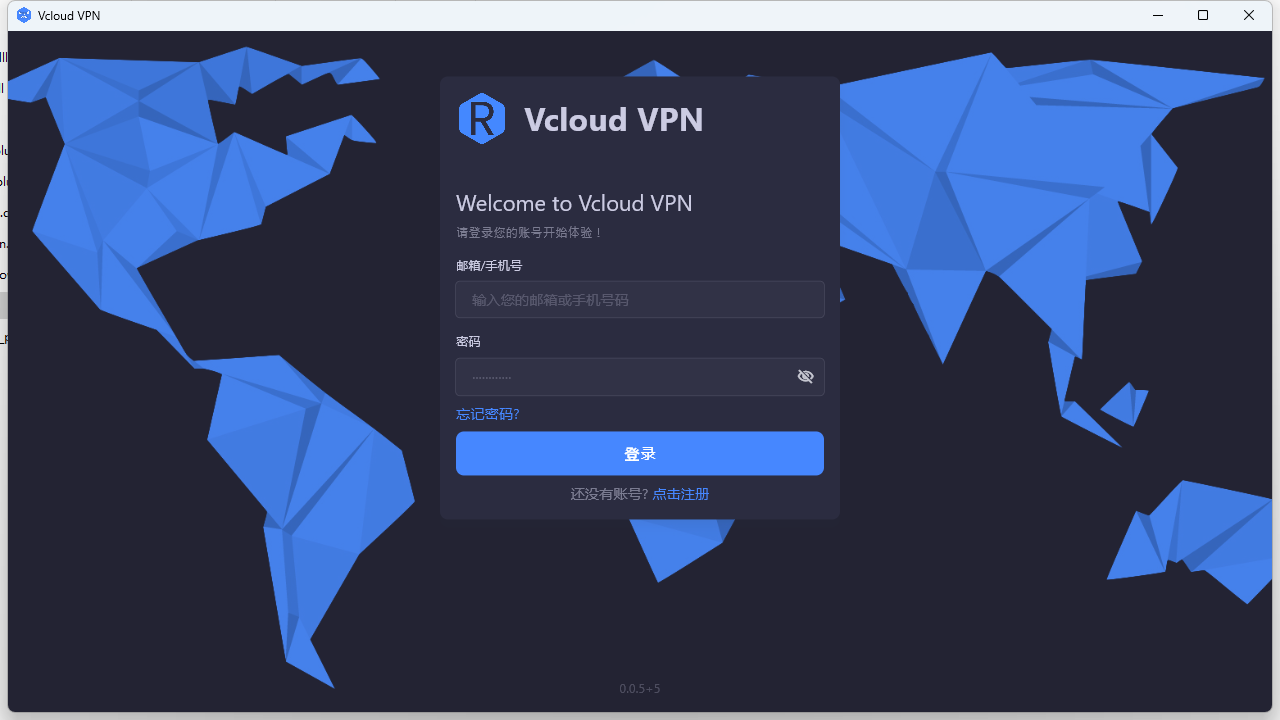 Vcloud VPN
R Vcloud VPN
Welcome to Vcloud VPN
请登录您的账号开始体验！
邮箱/手机号
输入您的邮箱或手机号码
密码
············
忘记密码?
登录
还没有账号? 点击注册
0.0.5+5